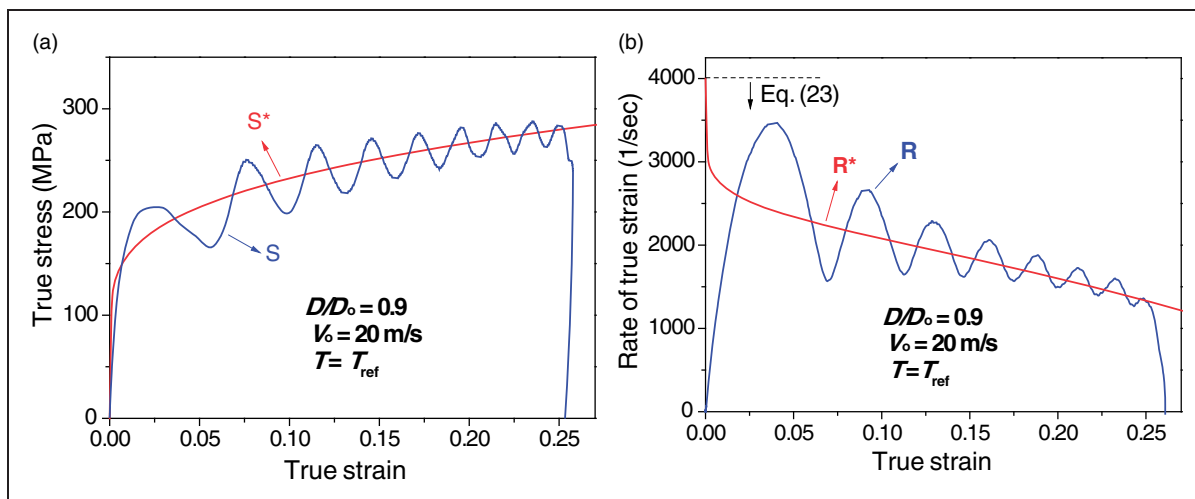 (a)
300
200
100
0
True stress (MPa)
S*
S
D/Do = 0.9
Vo = 20 m/s
T = Tref
0.00 0.05 0.10 0.15 0.20 0.25
True strain
(b)
4000
3000
2000
1000
0
Rate of true strain (1/sec)
Eq. (23)
R*
R
D/Do = 0.9
Vo = 20 m/s
T = Tref
0.00 0.05 0.10 0.15 0.20 0.25
True strain